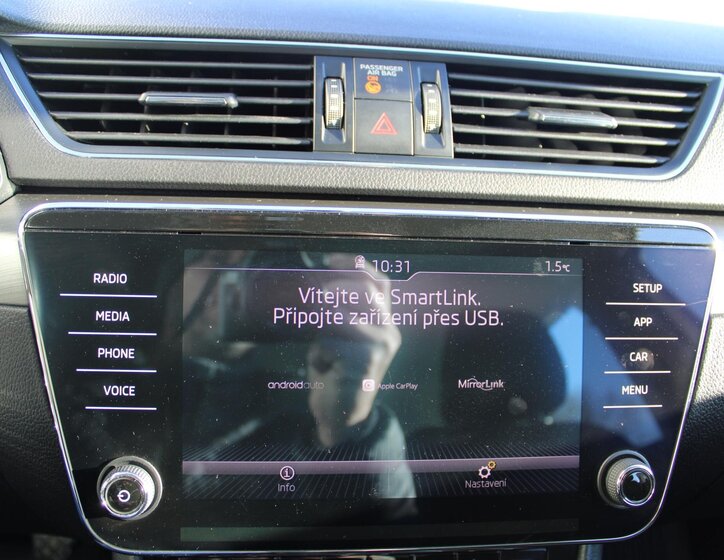 PASSENGER
AIR BAG
ON
10:31
1.5°C
RADIO
MEDIA
PHONE
VOICE
Vítejte ve SmartLink.
Připojte zařízení přes USB.
androidauto
Apple CarPlay
MirrorLink
Info
Nastavení
SETUP
APP
CAR
MENU